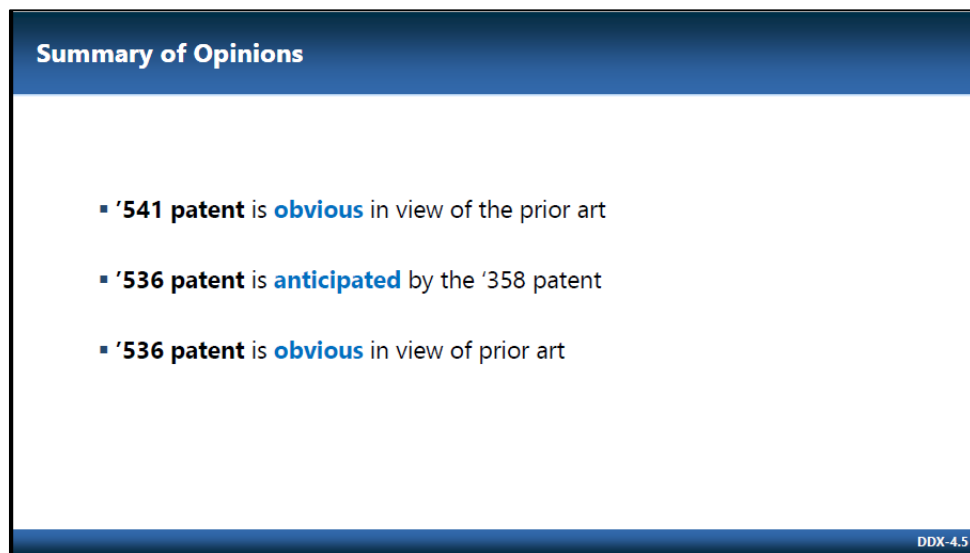 Summary of Opinions
▪ ’541 patent is obvious in view of the prior art
▪ ’536 patent is anticipated by the ‘358 patent
▪ ’536 patent is obvious in view of prior art
DDX-4.5